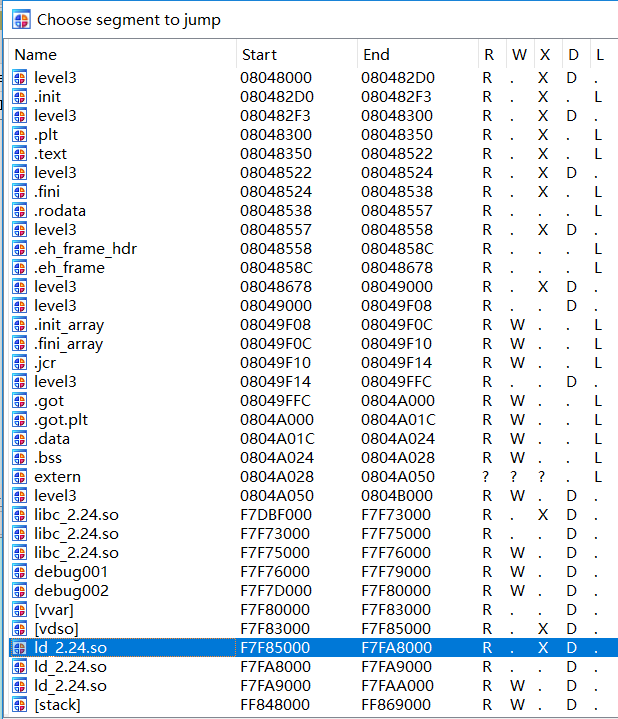 Choose segment to jump
Name Start End R W X D L
level3 08048000 080482D0 R . X D .
.init 080482D0 080482F3 R . X . L
level3 080482F3 08048300 R . X D .
.plt 08048300 08048350 R . X . L
.text 08048350 08048522 R . X . L
level3 08048522 08048524 R . X D .
.fini 08048524 08048538 R . X . L
.rodata 08048538 08048557 R . . . L
level3 08048557 08048558 R . X D .
.eh_frame_hdr 08048558 0804858C R . . . L
.eh_frame 0804858C 08048678 R . . . L
level3 08048678 08049000 R . X D .
level3 08049000 08049F08 R . . D .
.init_array 08049F08 08049F0C R W . . L
.fini_array 08049F0C 08049F10 R W . . L
.jcr 08049F10 08049F14 R W . . L
level3 08049F14 08049FFC R . . D .
.got 08049FFC 0804A000 R W . . L
.got.plt 0804A000 0804A01C R W . . L
.data 0804A01C 0804A024 R W . . L
.bss 0804A024 0804A028 R W . . L
extern 0804A028 0804A050 ? ? ? . L
level3 0804A050 0804B000 R W . D .
libc_2.24.so F7DBF000 F7F73000 R . X D .
libc_2.24.so F7F73000 F7F75000 R . . D .
libc_2.24.so F7F75000 F7F76000 R W . D .
debug001 F7F76000 F7F79000 R W . D .
debug002 F7F7D000 F7F80000 R W . D .
[vvar] F7F80000 F7F83000 R . . D .
[vdso] F7F83000 F7F85000 R . X D .
ld_2.24.so F7F85000 F7FA8000 R . X D .
ld_2.24.so F7FA8000 F7FA9000 R . . D .
ld_2.24.so F7FA9000 F7FAA000 R W . D .
[stack] FF848000 FF869000 R W . D .